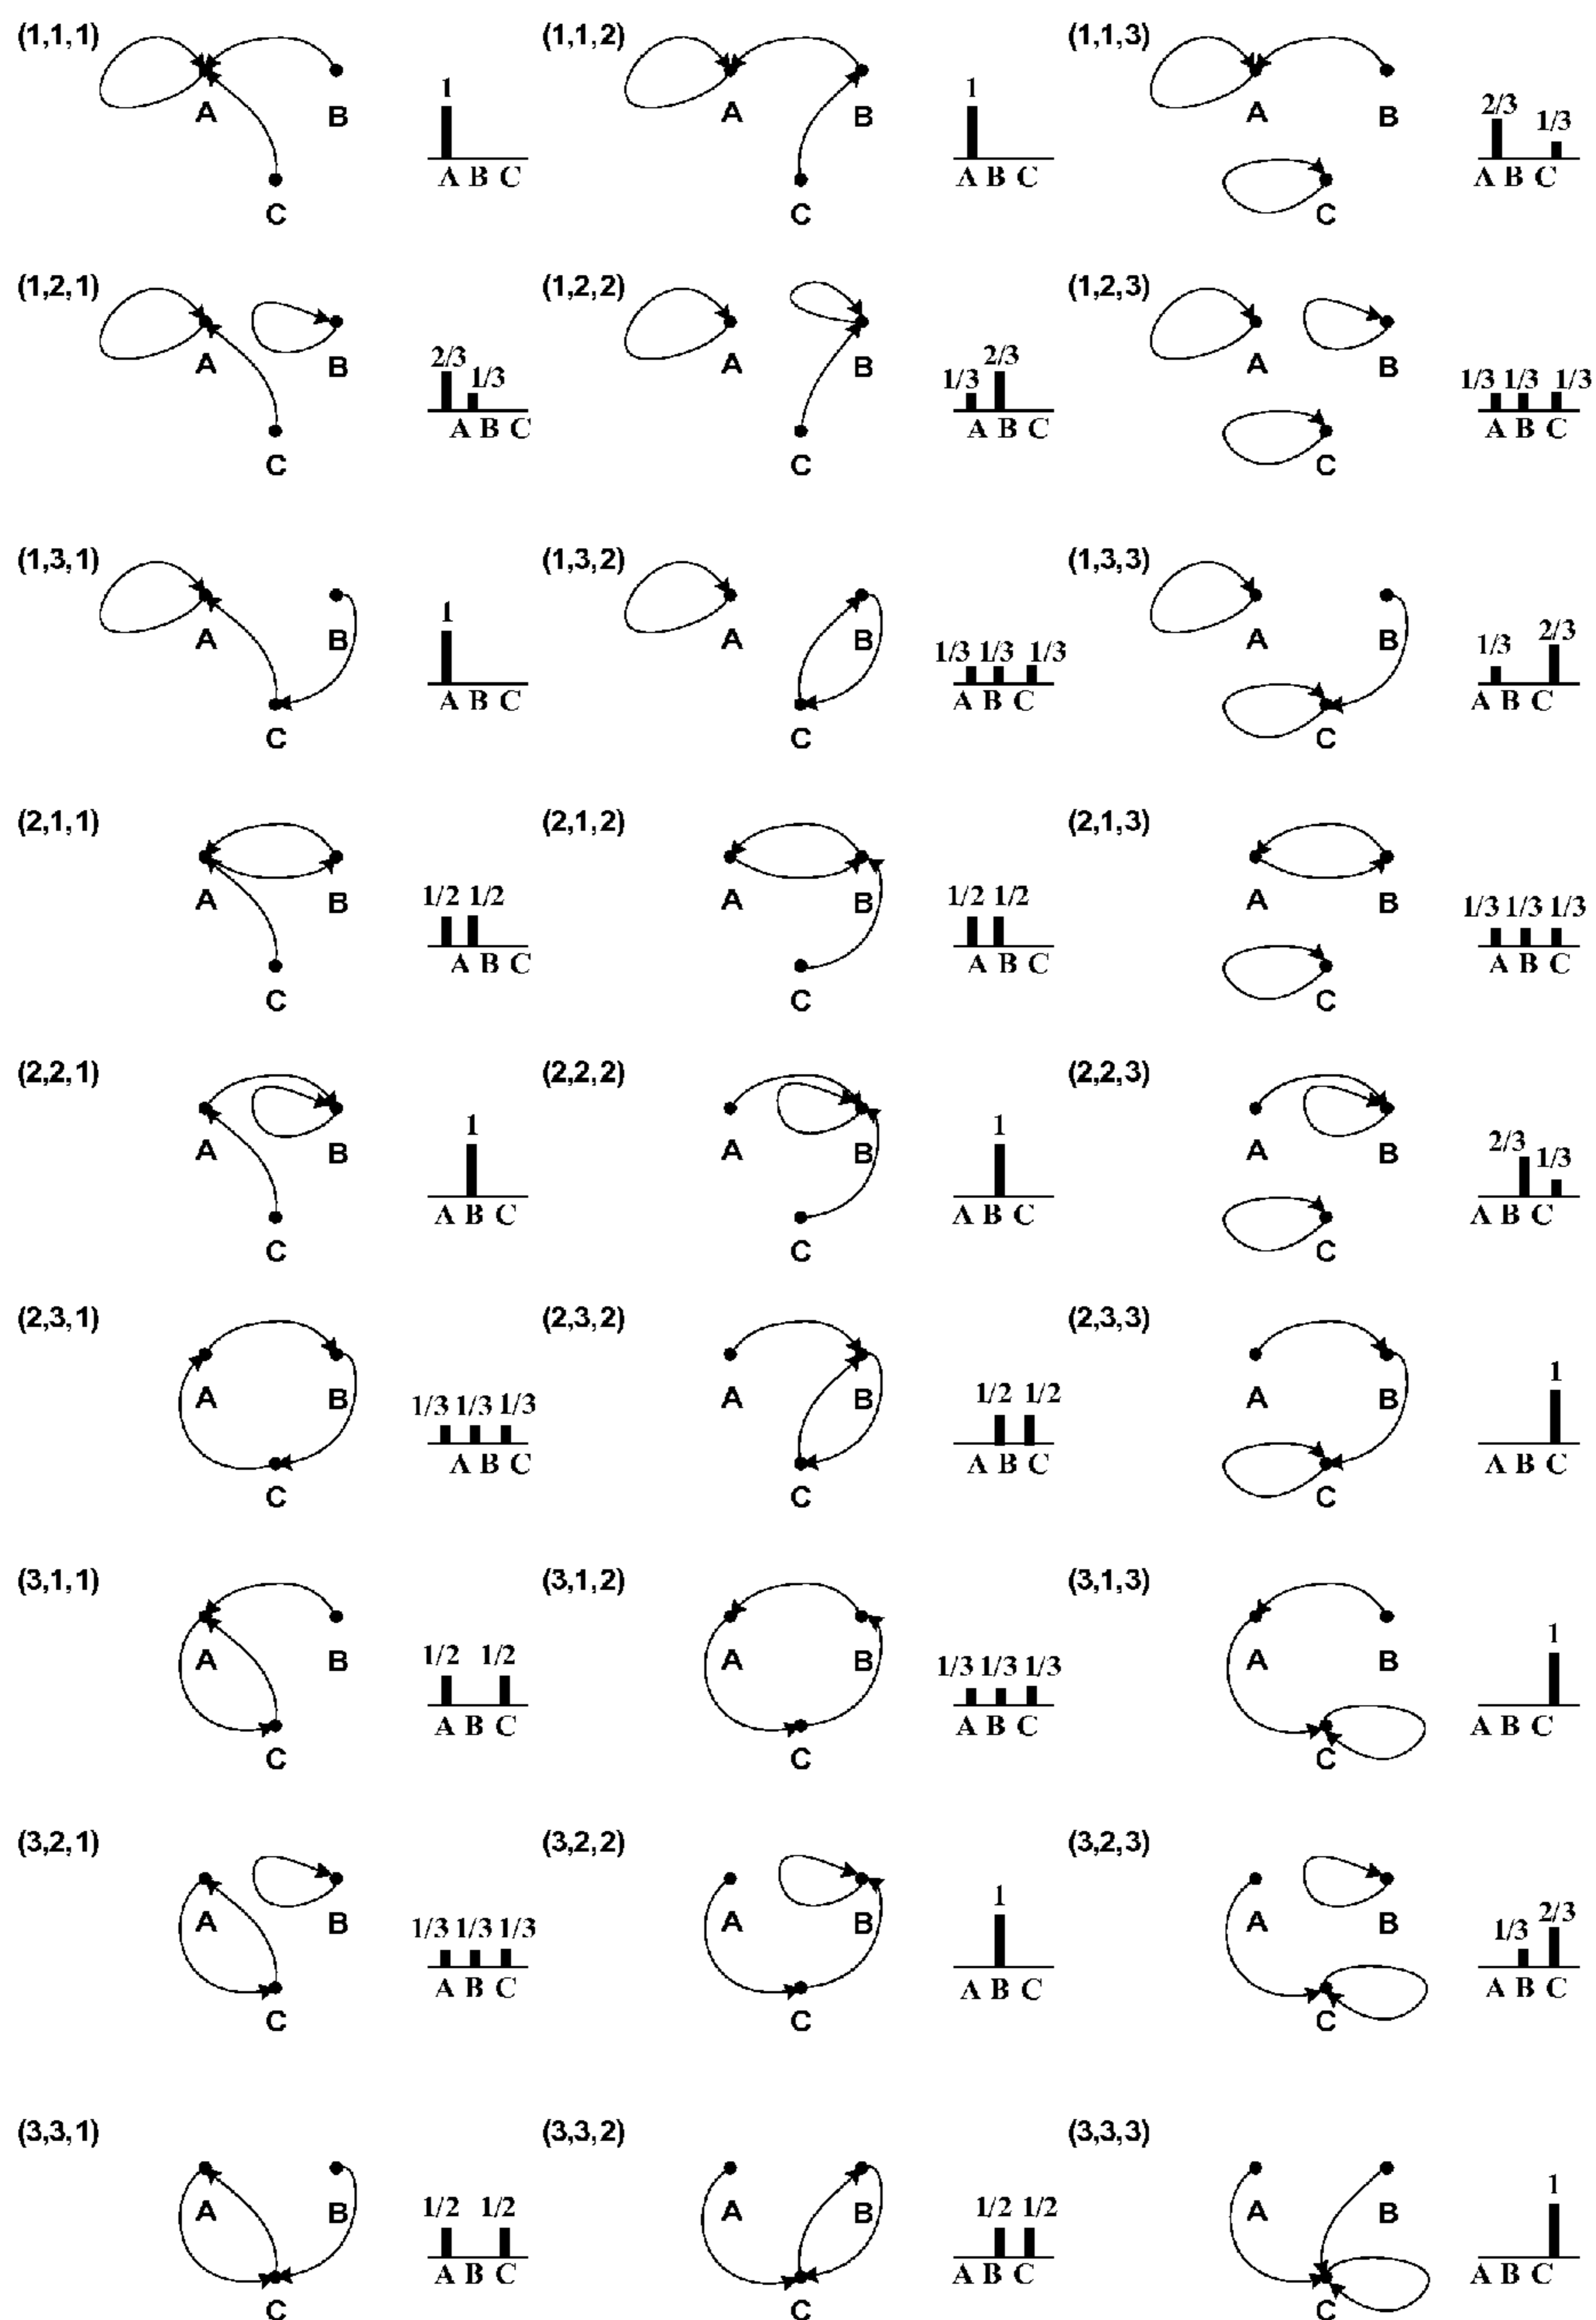 (1,1,1) (1,1,2) (1,1,3)
A B 1 A B 1 A B 2/3 1/3
A B C A B C A B C
C C C
(1,2,1) (1,2,2) (1,2,3)
A B 2/3 1/3 A B 1/3 2/3 A B 1/3 1/3 1/3
A B C A B C A B C
C C C
(1,3,1) (1,3,2) (1,3,3)
A B 1 A B 1/3 1/3 1/3 A B 1/3 2/3
A B C A B C A B C
C C C
(2,1,1) (2,1,2) (2,1,3)
A B 1/2 1/2 A B 1/2 1/2 A B 1/3 1/3 1/3
A B C A B C A B C
C C C
(2,2,1) (2,2,2) (2,2,3)
A B 1 A B 1 A B 2/3 1/3
A B C A B C A B C
C C C
(2,3,1) (2,3,2) (2,3,3)
A B 1/3 1/3 1/3 A B 1/2 1/2 A B 1
A B C A B C A B C
C C C
(3,1,1) (3,1,2) (3,1,3)
A B 1/2 1/2 A B 1/3 1/3 1/3 A B 1
A B C A B C A B C
C C C
(3,2,1) (3,2,2) (3,2,3)
A B 1/3 1/3 1/3 A B 1 A B 1/3 2/3
A B C A B C A B C
C C C
(3,3,1) (3,3,2) (3,3,3)
A B 1/2 1/2 A B 1/2 1/2 A B 1
A B C A B C A B C
C C C